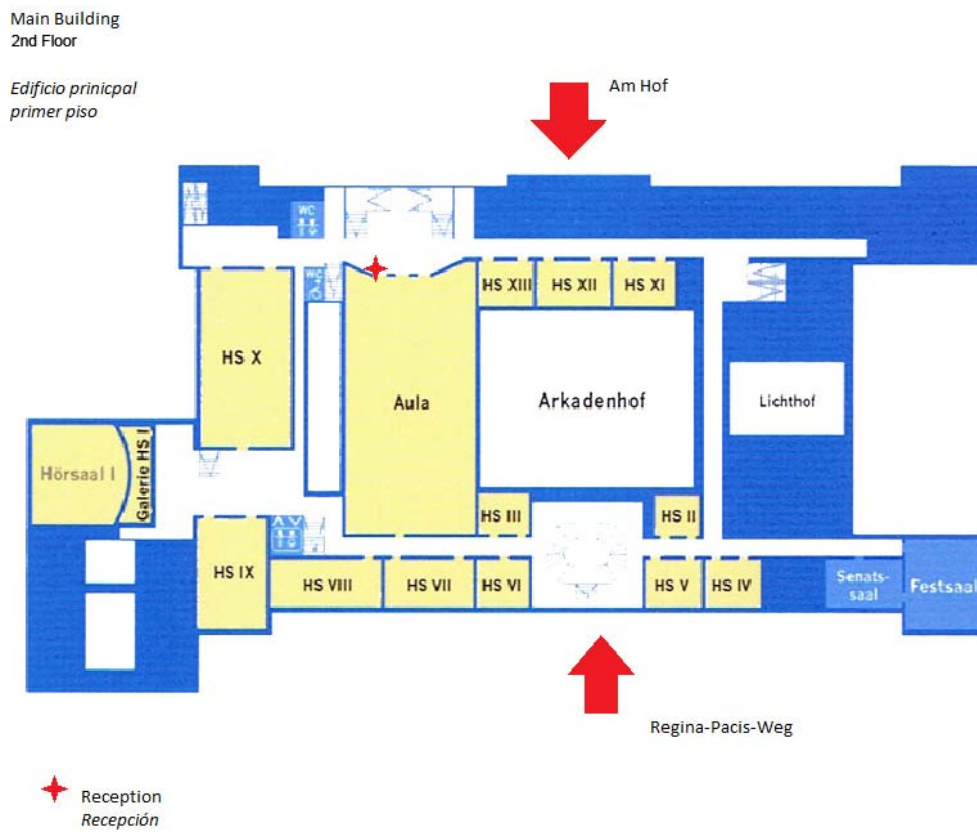 Main Building
2nd Floor
Edificio prinicpal
primer piso
Am Hof
WC
WC
HS XIII
HS XII
HS XI
HS X
Aula
Arkadenhof
Lichthof
Hörsaal I
Galerie HS I
HS III
HS II
HS IX
HS VIII
HS VII
HS VI
HS V
HS IV
Senats-
saal
Festsaal
Regina-Pacis-Weg
Reception
Recepción